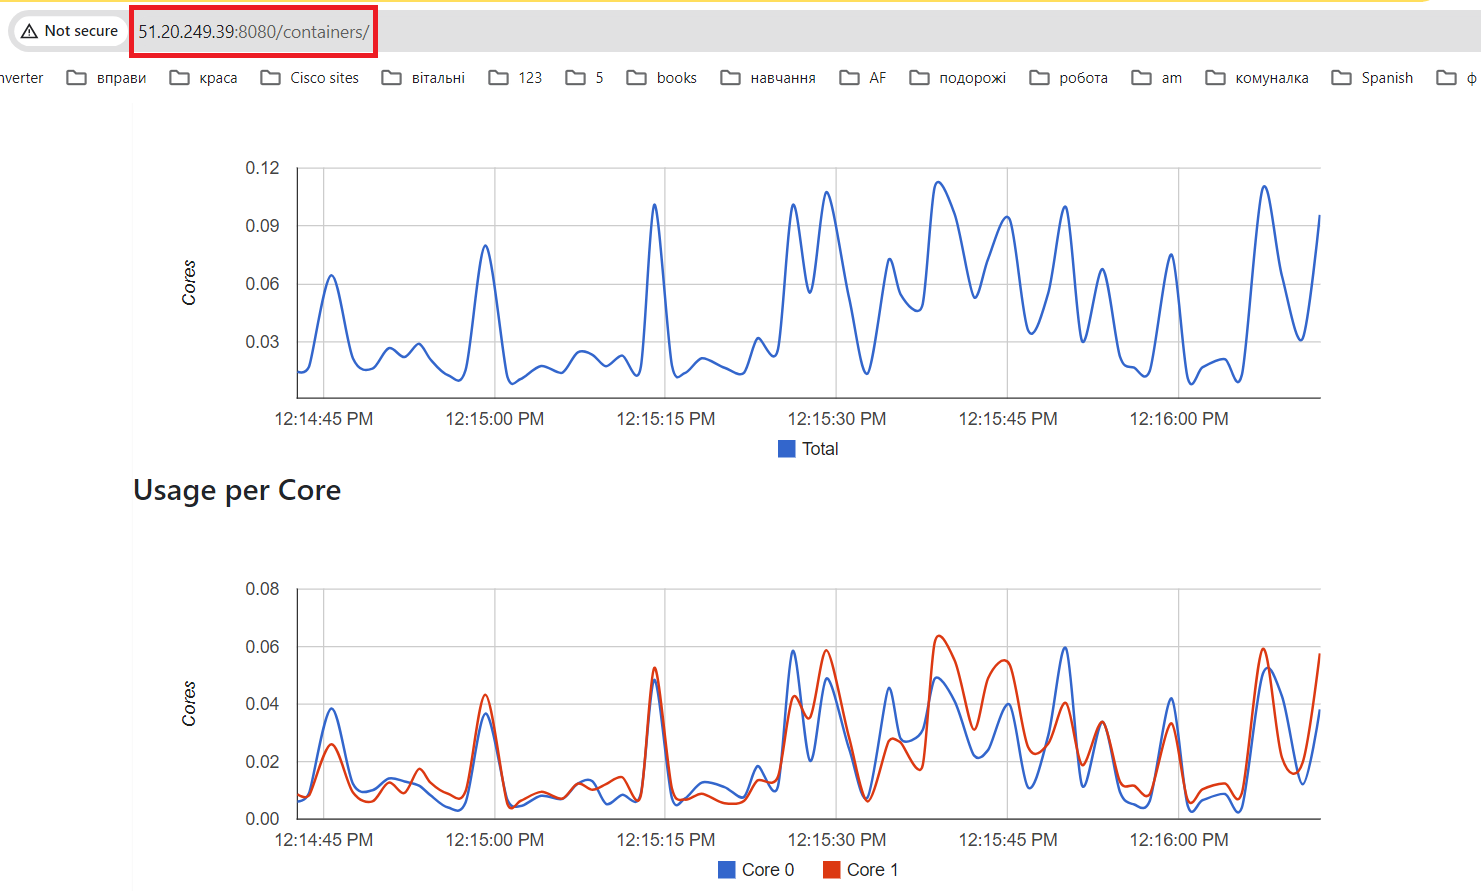 Not secure 51.20.249.39:8080/containers/
nverter вправи краса Cisco sites вітальні 123 5 books навчання AF подорожі робота am комуналка Spanish ф
0.12
0.09
0.06
0.03
Cores
12:14:45 PM 12:15:00 PM 12:15:15 PM 12:15:30 PM 12:15:45 PM 12:16:00 PM
Total
Usage per Core
0.08
0.06
0.04
0.02
0.00
Cores
12:14:45 PM 12:15:00 PM 12:15:15 PM 12:15:30 PM 12:15:45 PM 12:16:00 PM
Core 0 Core 1